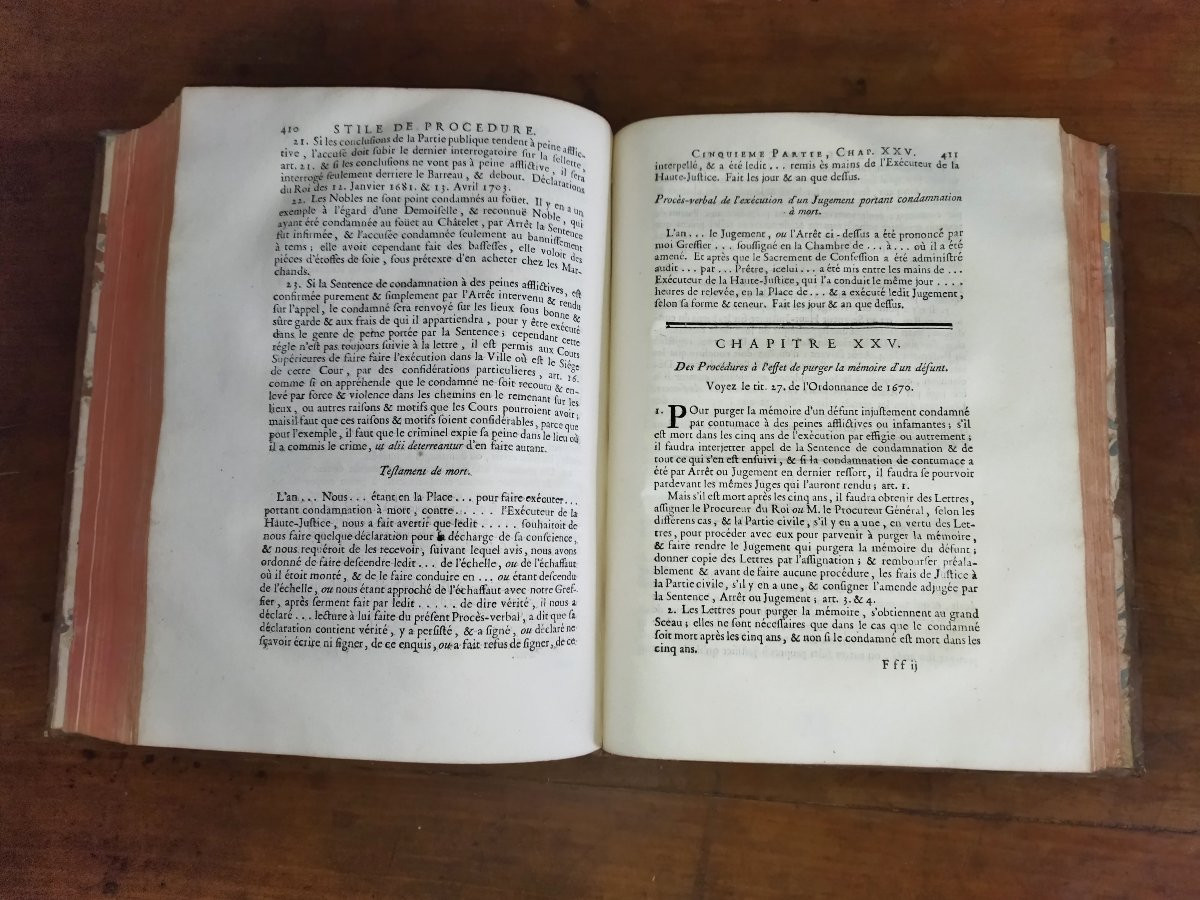 410 STILE DE PROCEDURE.
21. Si les conclusions de la Partie publique tendent à peine afflic-
tive, l'accusé doit subir le dernier interrogatoire sur la sellette,
art. 21. & si les conclusions ne vont pas à peine afflictive, il sera
interrogé seulement derriere le Barreau, & debout. Déclarations
du Roi des 12. Janvier 1681. & 13. Avril 1703.
22. Les Nobles ne sont point condamnés au foüet. Il y en a un
exemple à l'égard d'une Demoiselle, & reconnuë Noble, qui
ayant été condamnée au foüet au Châtelet, par Arrêt la Sentence
fut infirmée, & l'accusée condamnée seulement au bannissement
à tems; elle avoit cependant fait des bassesses, elle voloit des
piéces d'étoffes de soie, sous prétexte d'en acheter chez les Mar-
chands.
23. Si la Sentence de condamnation à des peines afflictives, est
confirmée purement & simplement par l'Arrêt intervenu & rendu
sur l'appel, le condamné sera renvoyé sur les lieux sous bonne &
sûre garde & aux frais de qui il appartiendra, pour y être exécuté
dans le genre de peine portée par la Sentence; cependant cette
régle n'est pas toujours suivie à la lettre, il est permis aux Cours
Supérieures de faire faire l'exécution dans la Ville où est le Siége
de cette Cour, par des considérations particulieres, art. 16.
comme si on appréhende que le condamné ne soit recouru & en-
levé par force & violence dans les chemins en le remenant sur les
lieux, ou autres raisons & motifs que les Cours pourroient avoir;
mais il faut que ces raisons & motifs soient considérables, parce que
pour l'exemple, il faut que le criminel expie sa peine dans le lieu où
il a commis le crime, ut alii deterreantur d'en faire autant.
Testament de mort.
L'an... Nous... étant en la Place... pour faire exécuter...
portant condamnation à mort, contre..... l'Exécuteur de la
Haute-Justice, nous a fait avertir que ledit..... souhaitoit de
nous faire quelque déclaration pour la décharge de sa conscience,
& nous requéroit de les recevoir, suivant lequel avis, nous avons
ordonné de faire descendre ledit... de l'échelle, ou de l'échaffaut
où il étoit monté, & de le faire conduire en... ou étant descendu
de l'échelle, ou nous étant approché de l'échaffaut avec notre Gref-
fier, après serment fait par ledit..... de dire vérité, il nous a
déclaré... lecture à lui faite du présent Procès-verbal, a dit que sa
déclaration contient vérité, y a persisté, & a signé, ou déclaré ne
sçavoir écrire ni signer, de ce enquis, ou a fait refus de signer, de ce
CINQUIEME PARTIE, CHAP. XXV. 411
interpellé, & a été ledit... remis ès mains de l'Exécuteur de la
Haute-Justice. Fait les jour & an que dessus.
Procès-verbal de l'exécution d'un Jugement portant condamnation
à mort.
L'an... le Jugement, ou l'Arrêt ci-dessus a été prononcé par
moi Greffier... soussigné en la Chambre de... à... où il a été
amené. Et après que le Sacrement de Confession a été administré
audit... par... Prêtre, icelui... a été mis entre les mains de...
Exécuteur de la Haute-Justice, qui l'a conduit le même jour....
heures de relevée, en la Place de... & a exécuté ledit Jugement,
selon sa forme & teneur. Fait les jour & an que dessus.
CHAPITRE XXV.
Des Procédures à l'effet de purger la mémoire d'un défunt.
Voyez le tit. 27. de l'Ordonnance de 1670.
1. POur purger la mémoire d'un défunt injustement condamné
par contumace à des peines afflictives ou infamantes; s'il
est mort dans les cinq ans de l'exécution par effigie ou autrement;
il faudra interjetter appel de la Sentence de condamnation & de
tout ce qui s'en est ensuivi, & si la condamnation de contumace a
été par Arrêt ou Jugement en dernier ressort, il faudra se pourvoir
pardevant les mêmes Juges qui l'auront rendu; art. 1.
Mais s'il est mort après les cinq ans, il faudra obtenir des Lettres,
assigner le Procureur du Roi ou M. le Procureur Général, selon les
différens cas, & la Partie civile, s'il y en a une, en vertu des Let-
tres, pour procéder avec eux pour parvenir à purger la mémoire,
& faire rendre le Jugement qui purgera la mémoire du défunt;
donner copie des Lettres par l'assignation; & rembourser préala-
blement & avant de faire aucune procédure, les frais de Justice à
la Partie civile, s'il y en a une, & consigner l'amende adjugée par
la Sentence, Arrêt ou Jugement; art. 3. & 4.
2. Les Lettres pour purger la mémoire, s'obtiennent au grand
Sceau; elles ne sont nécessaires que dans le cas que le condamné
soit mort après les cinq ans, & non si le condamné est mort dans les
cinq ans.
Fff ij